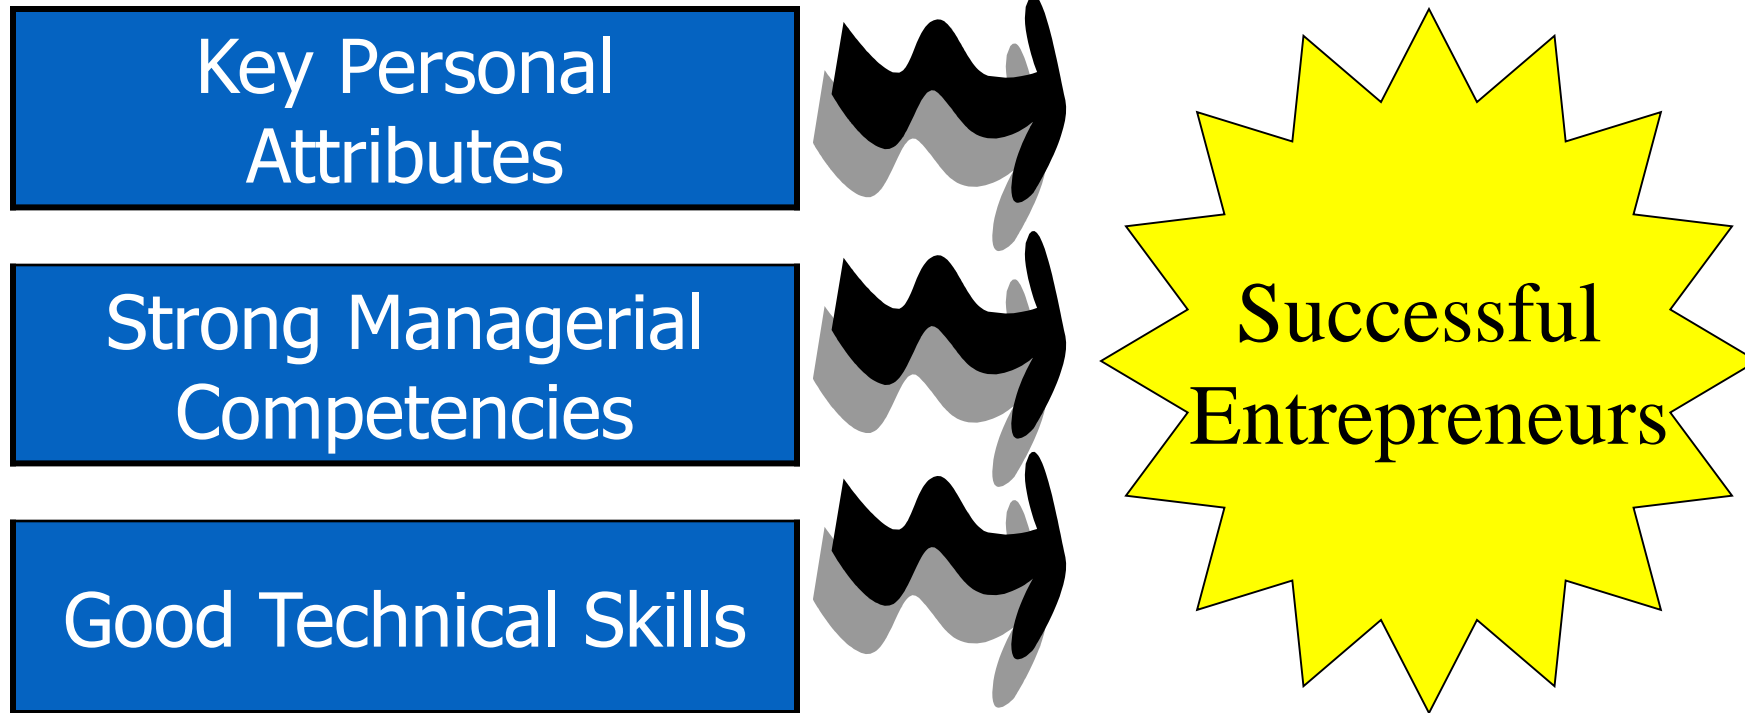 Key Personal
Attributes
Strong Managerial
Competencies
Good Technical Skills
Successful
Entrepreneurs